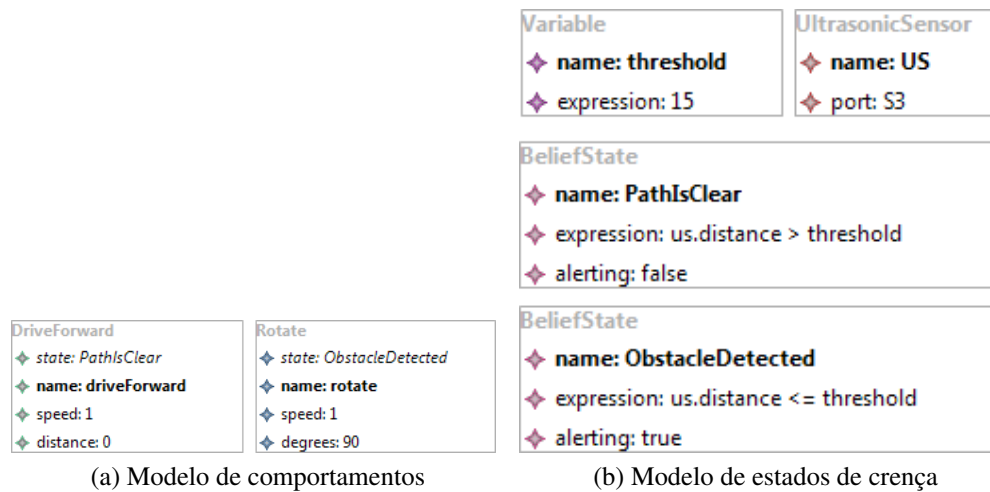 Variable
name: threshold
expression: 15
UltrasonicSensor
name: US
port: S3
BeliefState
name: PathIsClear
expression: us.distance > threshold
alerting: false
BeliefState
name: ObstacleDetected
expression: us.distance <= threshold
alerting: true
DriveForward
state: PathIsClear
name: driveForward
speed: 1
distance: 0
Rotate
state: ObstacleDetected
name: rotate
speed: 1
degrees: 90
(a) Modelo de comportamentos
(b) Modelo de estados de crença